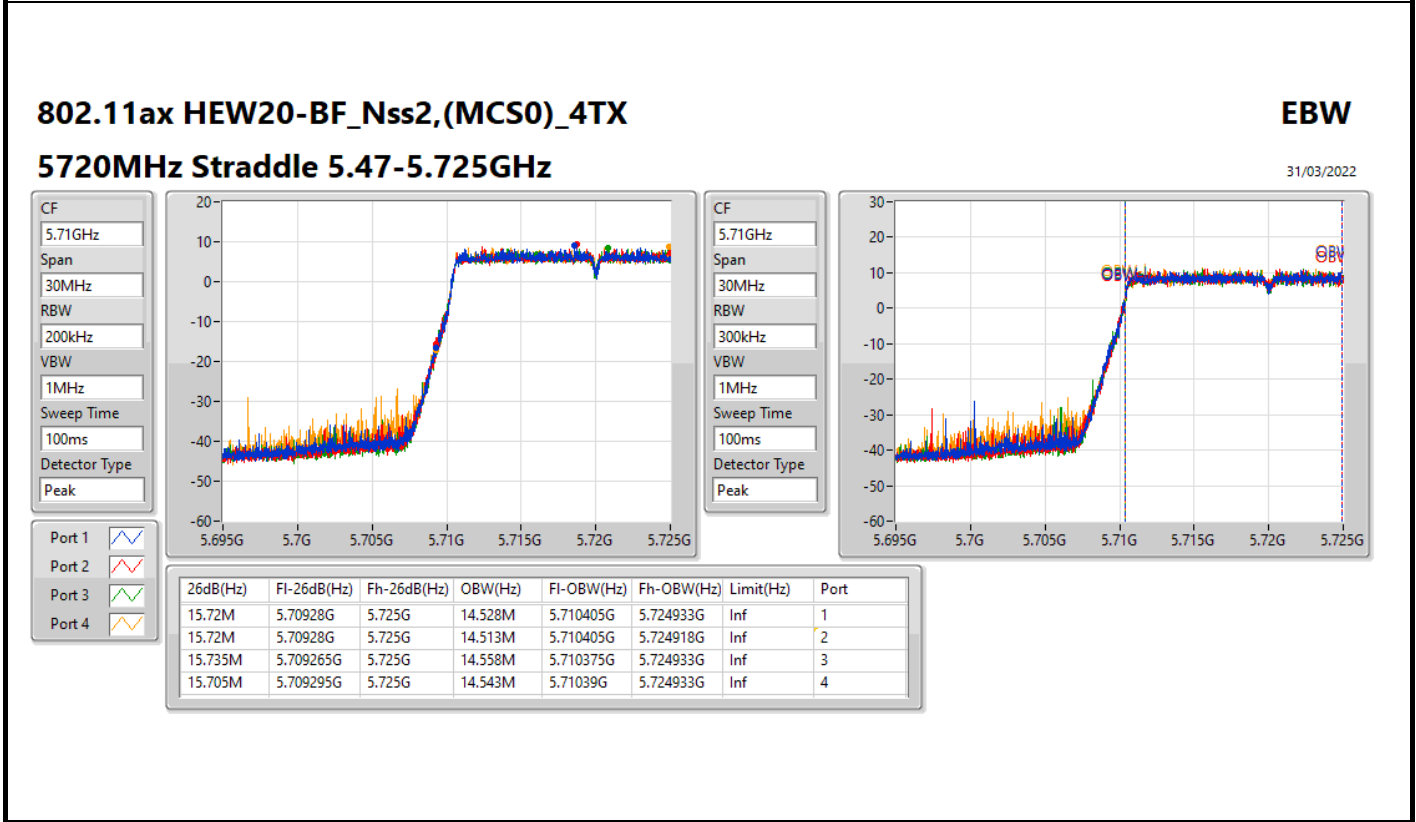 802.11ax HEW20-BF_Nss2,(MCS0)_4TX
EBW
5720MHz Straddle 5.47-5.725GHz
31/03/2022
CF
5.71GHz
Span
30MHz
RBW
200kHz
VBW
1MHz
Sweep Time
100ms
Detector Type
Peak
20
10
0
-10
-20
-30
-40
-50
-60
5.695G 5.7G 5.705G 5.71G 5.715G 5.72G 5.725G
CF
5.71GHz
Span
30MHz
RBW
300kHz
VBW
1MHz
Sweep Time
100ms
Detector Type
Peak
30
20
10
0
-10
-20
-30
-40
-50
-60
OBW
OBW
5.695G 5.7G 5.705G 5.71G 5.715G 5.72G 5.725G
Port 1
Port 2
Port 3
Port 4
26dB(Hz) Fl-26dB(Hz) Fh-26dB(Hz) OBW(Hz) Fl-OBW(Hz) Fh-OBW(Hz) Limit(Hz) Port
15.72M 5.70928G 5.725G 14.528M 5.710405G 5.724933G Inf 1
15.72M 5.70928G 5.725G 14.513M 5.710405G 5.724918G Inf 2
15.735M 5.709265G 5.725G 14.558M 5.710375G 5.724933G Inf 3
15.705M 5.709295G 5.725G 14.543M 5.71039G 5.724933G Inf 4